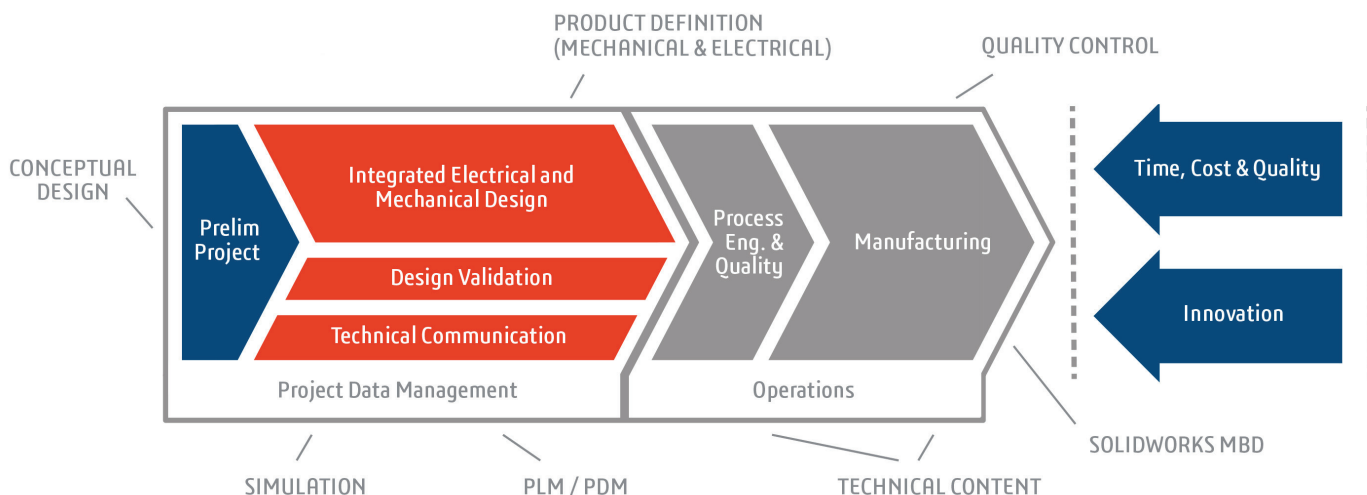 PRODUCT DEFINITION
(MECHANICAL & ELECTRICAL)
QUALITY CONTROL
CONCEPTUAL
DESIGN
Prelim
Project
Integrated Electrical and
Mechanical Design
Design Validation
Technical Communication
Project Data Management
Process
Eng. &
Quality
Manufacturing
Operations
Time, Cost & Quality
Innovation
SIMULATION
PLM / PDM
TECHNICAL CONTENT
SOLIDWORKS MBD